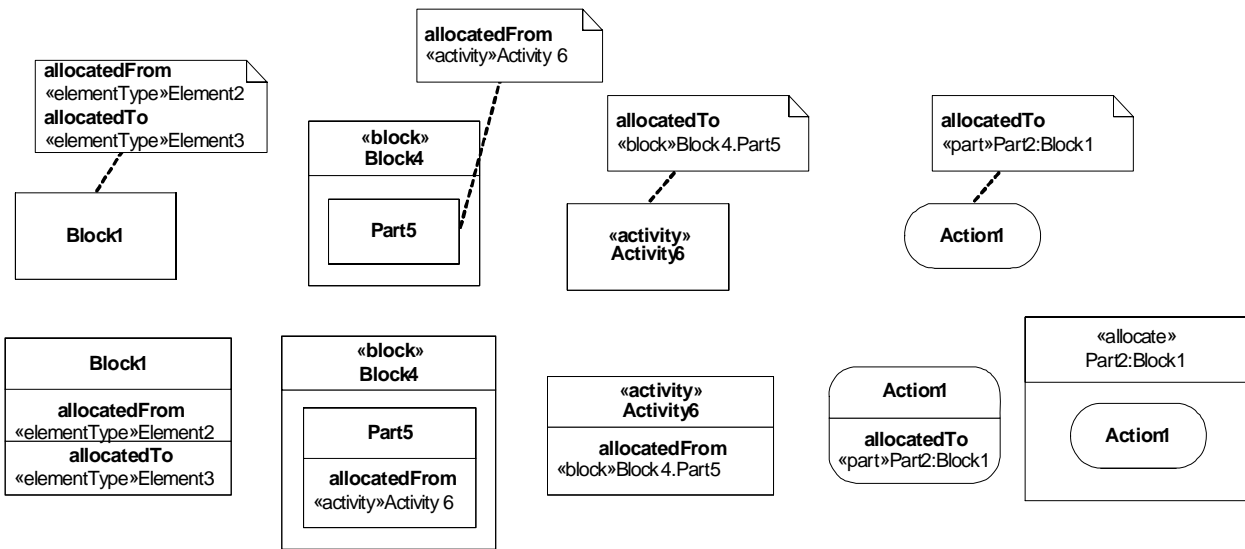 allocatedFrom
«activity»Activity 6
allocatedFrom
«elementType»Element2
allocatedTo
«elementType»Element3
Block1
«block»
Block4
Part5
allocatedTo
«block»Block4.Part5
«activity»
Activity6
allocatedTo
«part»Part2:Block1
Action1
Block1
allocatedFrom
«elementType»Element2
allocatedTo
«elementType»Element3
«block»
Block4
Part5
allocatedFrom
«activity»Activity 6
«activity»
Activity6
allocatedFrom
«block»Block4.Part5
Action1
allocatedTo
«part»Part2:Block1
«allocate»
Part2:Block1
Action1